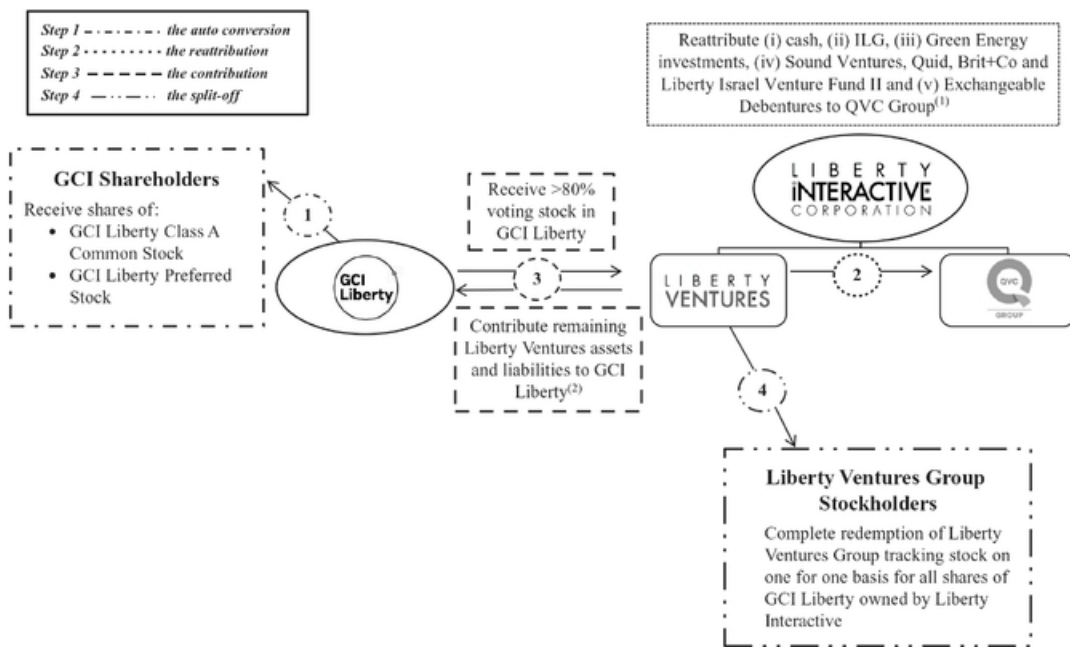 Step 1 the auto conversion
Step 2 the reattribution
Step 3 the contribution
Step 4 the split-off
Reattribute (i) cash, (ii) ILG, (iii) Green Energy
investments, (iv) Sound Ventures, Quid, Brit+Co and
Liberty Israel Venture Fund II and (v) Exchangeable
Debentures to QVC Group(1)
LIBERTY
iNTERACTIVE
CORPORATION
GCI Shareholders
Receive shares of:
• GCI Liberty Class A
Common Stock
• GCI Liberty Preferred
Stock
1
GCI
Liberty
Receive >80%
voting stock in
GCI Liberty
3
Contribute remaining
Liberty Ventures assets
and liabilities to GCI
Liberty(2)
LIBERTY
VENTURES
2
QVC
GROUP
4
Liberty Ventures Group
Stockholders
Complete redemption of Liberty
Ventures Group tracking stock on
one for one basis for all shares of
GCI Liberty owned by Liberty
Interactive